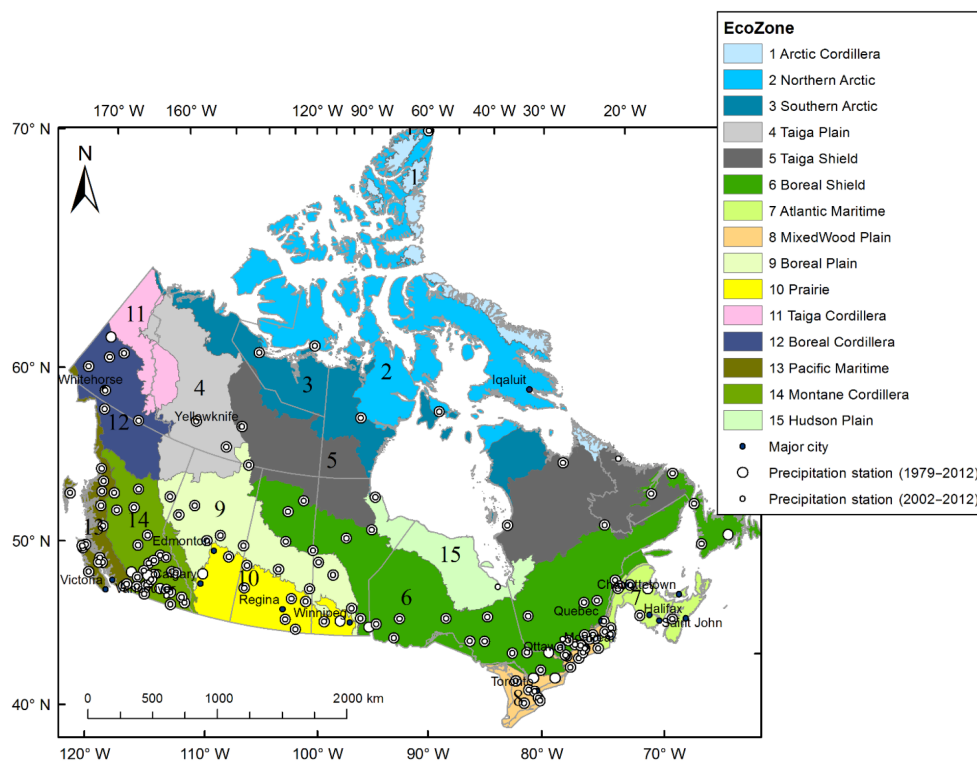 EcoZone
1 Arctic Cordillera
2 Northern Arctic
3 Southern Arctic
4 Taiga Plain
5 Taiga Shield
6 Boreal Shield
7 Atlantic Maritime
8 MixedWood Plain
9 Boreal Plain
10 Prairie
11 Taiga Cordillera
12 Boreal Cordillera
13 Pacific Maritime
14 Montane Cordillera
15 Hudson Plain
Major city
Precipitation station (1979–2012)
Precipitation station (2002–2012)
170° W 160° W 120° W 90° W 60° W 40° W 30° W 20° W
70° N
N
1
11
60° N
2
3
Iqaluit
Whitehorse
4
Yellowknife
12
5
9
14
13
50° N
Edmonton
15
Calgary
10
Victoria
Vancouver
Regina
Winnipeg
6
Charlottetown
7
Quebec
Halifax
Saint John
Ottawa
Montreal
Toronto
8
0 500 1000 2000 km
40° N
120° W 110° W 100° W 90° W 80° W 70° W